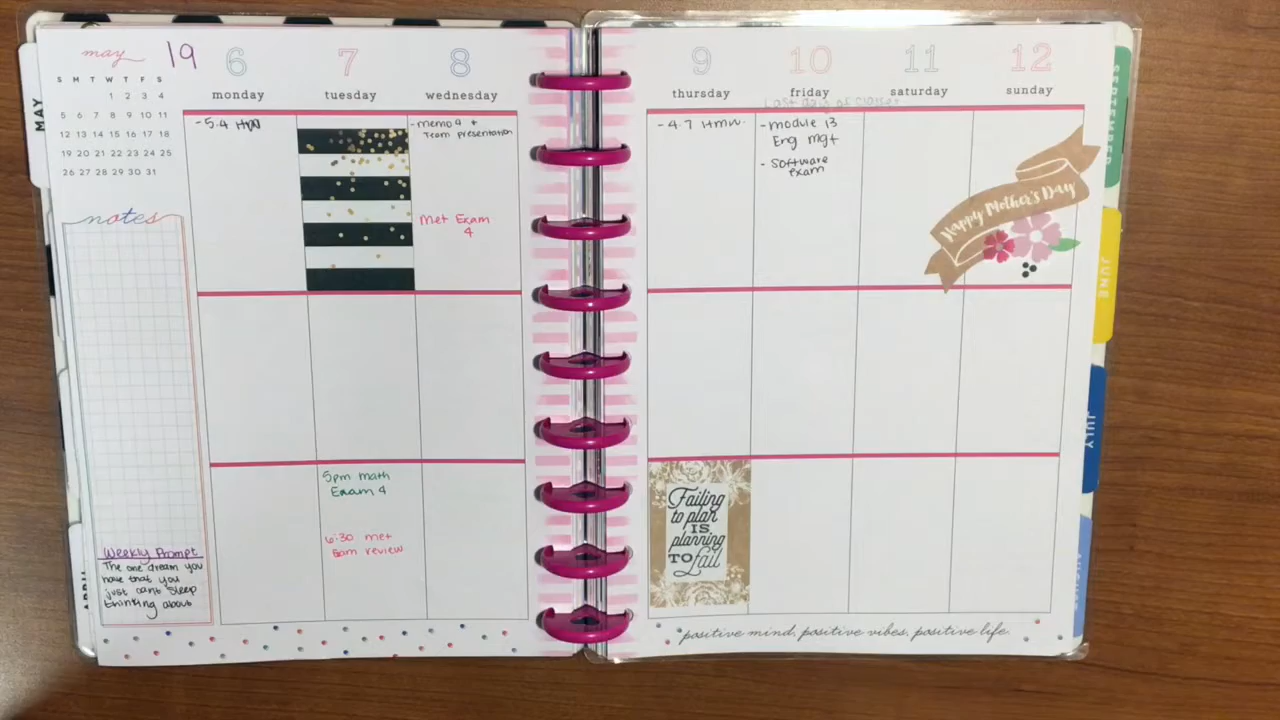 may 19
S M T W T F S
1 2 3 4
5 6 7 8 9 10 11
12 13 14 15 16 17 18
19 20 21 22 23 24 25
26 27 28 29 30 31
MAY
notes
Weekly Prompt
The one dream you
have that you
just can't sleep
thinking about
6
monday
-5.4 HW
7
tuesday
5pm math
Exam 4
6:30 met
Exam review
8
wednesday
-memo 4 +
Team presentation
Met Exam
4
9
thursday
-4.7 HMW.
Failing
to plan
IS
planning
TO
fail
10
friday
Last day of classes
-module 13
Eng mgt
-Software
exam
11
saturday
12
sunday
Happy Mother's Day
positive mind, positive vibes, positive life.
SEPTEMBER
JUNE
JULY
AUGUST